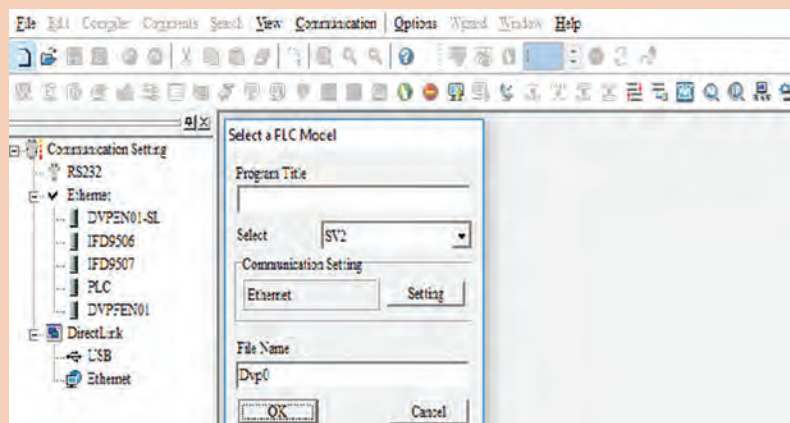 File Edit Compiler Comments Search View Communication Options Wizard Window Help
Communication Setting
RS232
Ethernet
DVPEN01-SL
IFD9506
IFD9507
PLC
DVPFEN01
DirectLink
USB
Ethernet
Select a PLC Model
Program Title
Select SV2
Communication Setting
Ethernet Setting
File Name
Dvp0
OK Cancel